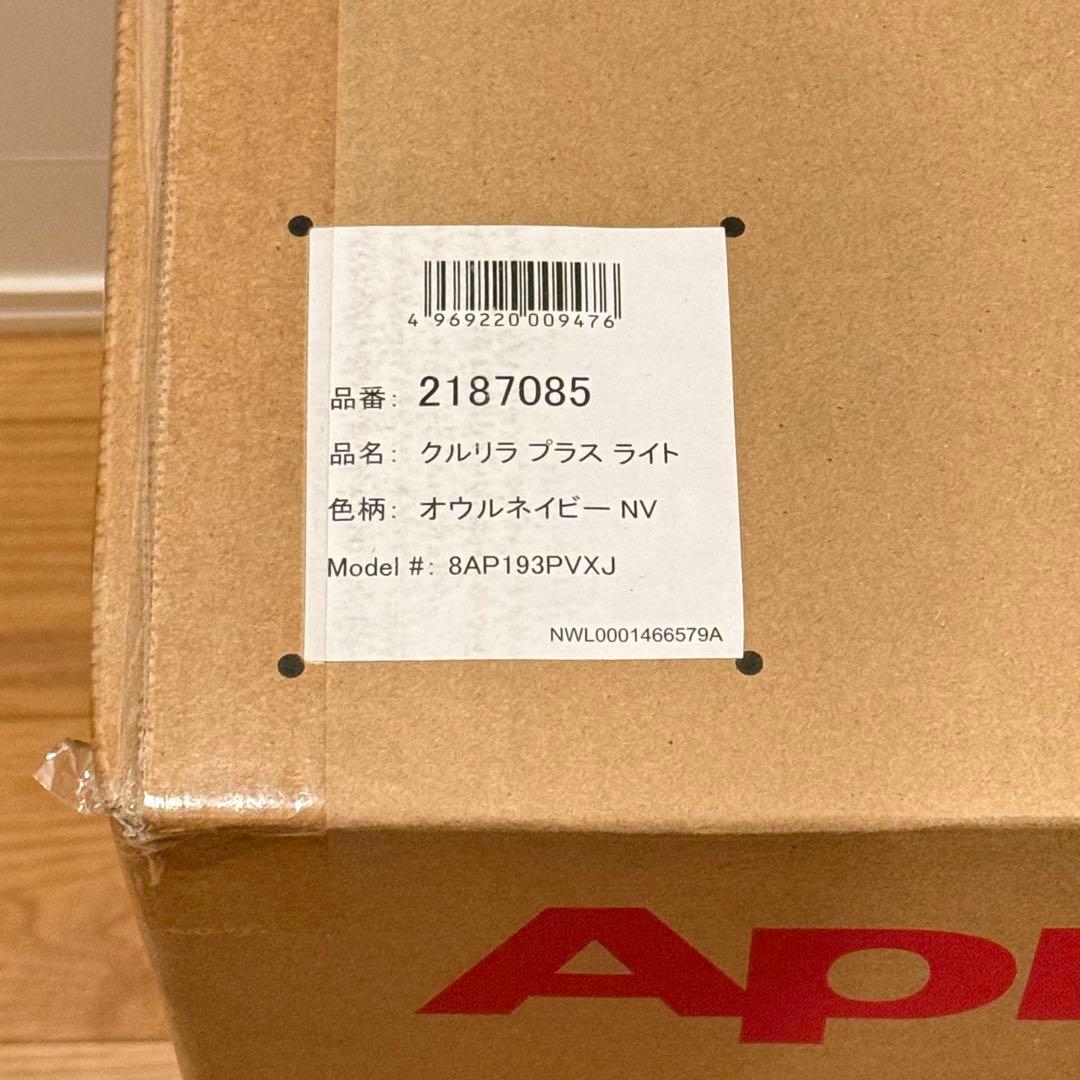 4 969220 009476
品番: 2187085
品名: クルリラ プラス ライト
色柄: オウルネイビー NV
Model #: 8AP193PVXJ
NWL0001466579A